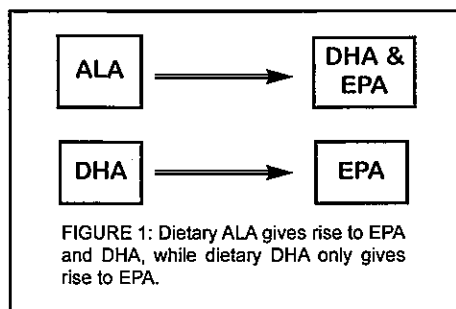 ALA
DHA &
EPA
DHA
EPA
FIGURE 1: Dietary ALA gives rise to EPA
and DHA, while dietary DHA only gives
rise to EPA.